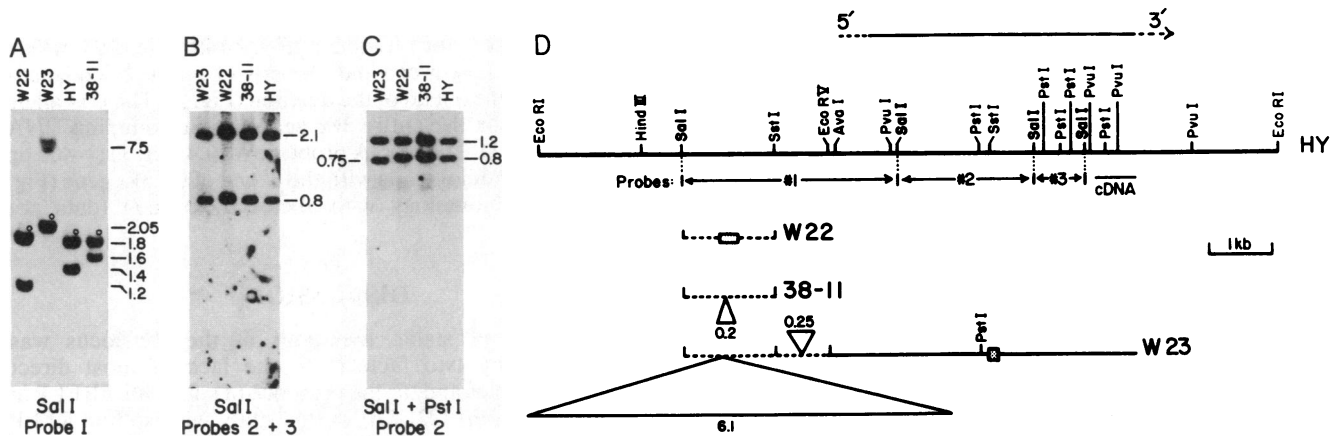 A
W22
W23
HY
38-11
7.5
2.05
1.8
1.6
1.4
1.2
Sal I
Probe I
B
W23
W22
38-11
HY
2.1
0.8
Sal I
Probes 2 + 3
C
W23
W22
38-11
HY
0.75
1.2
0.8
Sal I + Pst I
Probe 2
D
5′
3′
Eco RI
Hind III
Sal I
Sst I
Eco RV
Ava I
Pvu I
Sal I
Pst I
Sst I
Sal I
Pst I
Pst I
Pst I
Sal I
Pvu I
Pst I
Pvu I
Pvu I
Eco RI
HY
Probes:
#1
#2
#3
cDNA
W22
1kb
38-11
0.2
0.25
Pst I
W23
6.1